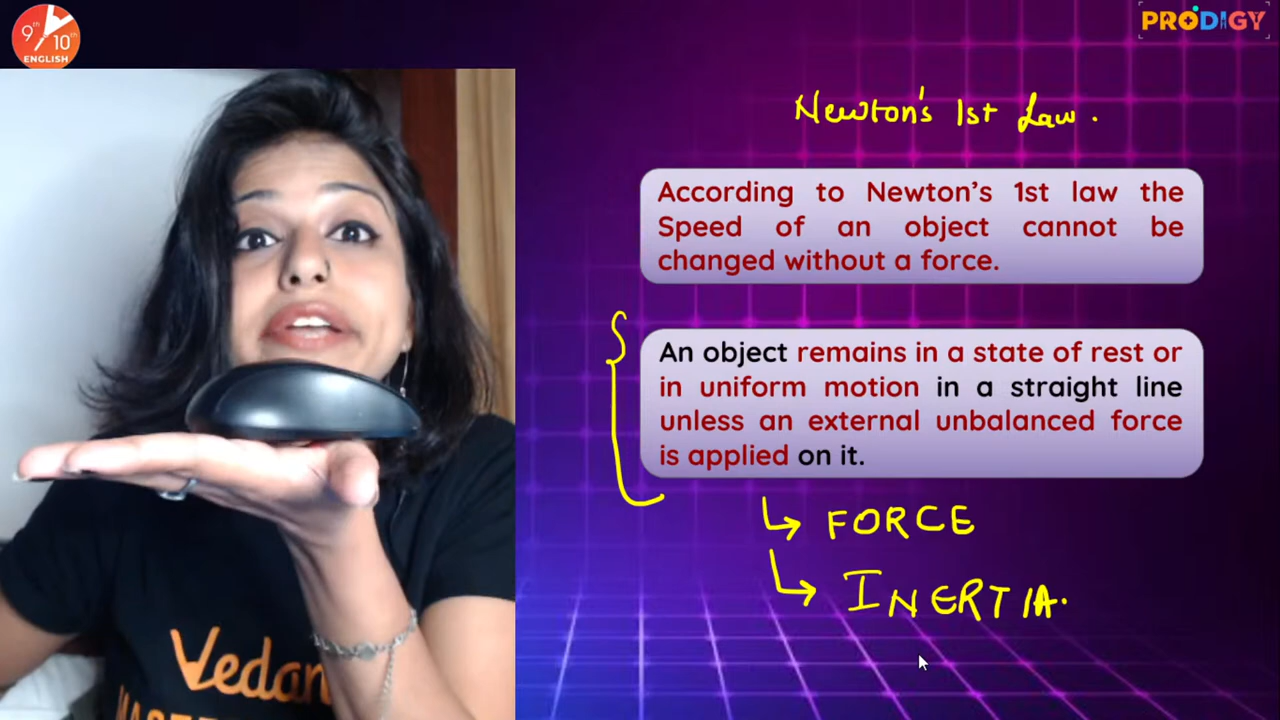 9th
10th
ENGLISH
PRODIGY
Newton's 1st Law.
According to Newton's 1st law the
Speed of an object cannot be
changed without a force.
An object remains in a state of rest or
in uniform motion in a straight line
unless an external unbalanced force
is applied on it.
FORCE
INERTIA.
Vedan